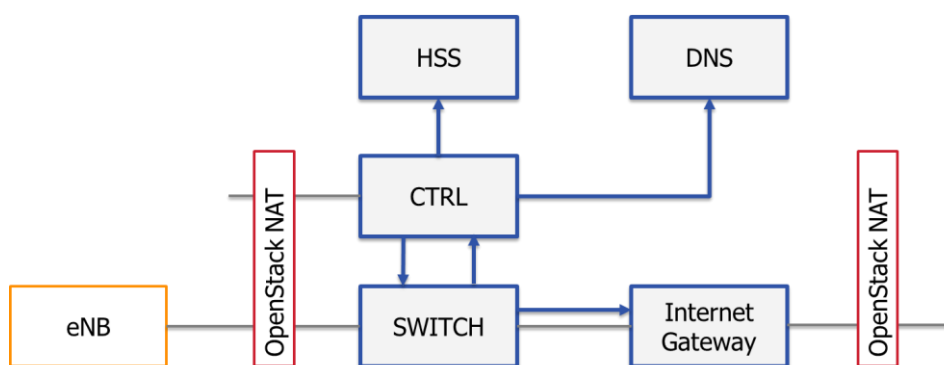 HSS
DNS
OpenStack NAT
CTRL
OpenStack NAT
eNB
SWITCH
Internet
Gateway